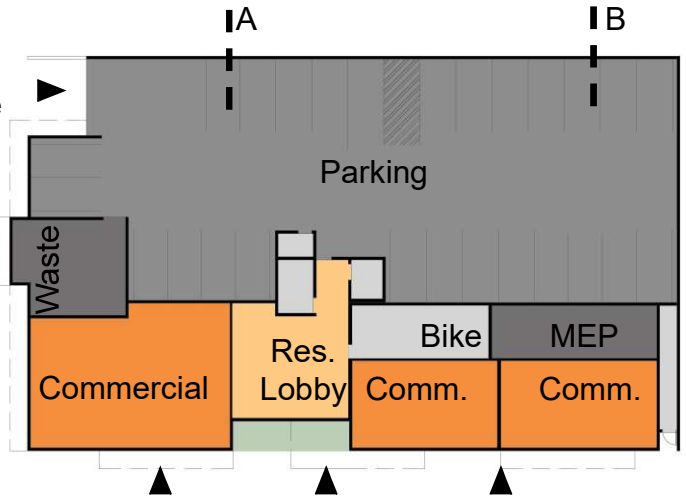 A
B
Parking
Waste
Res.
Lobby
Bike
MEP
Commercial
Comm.
Comm.